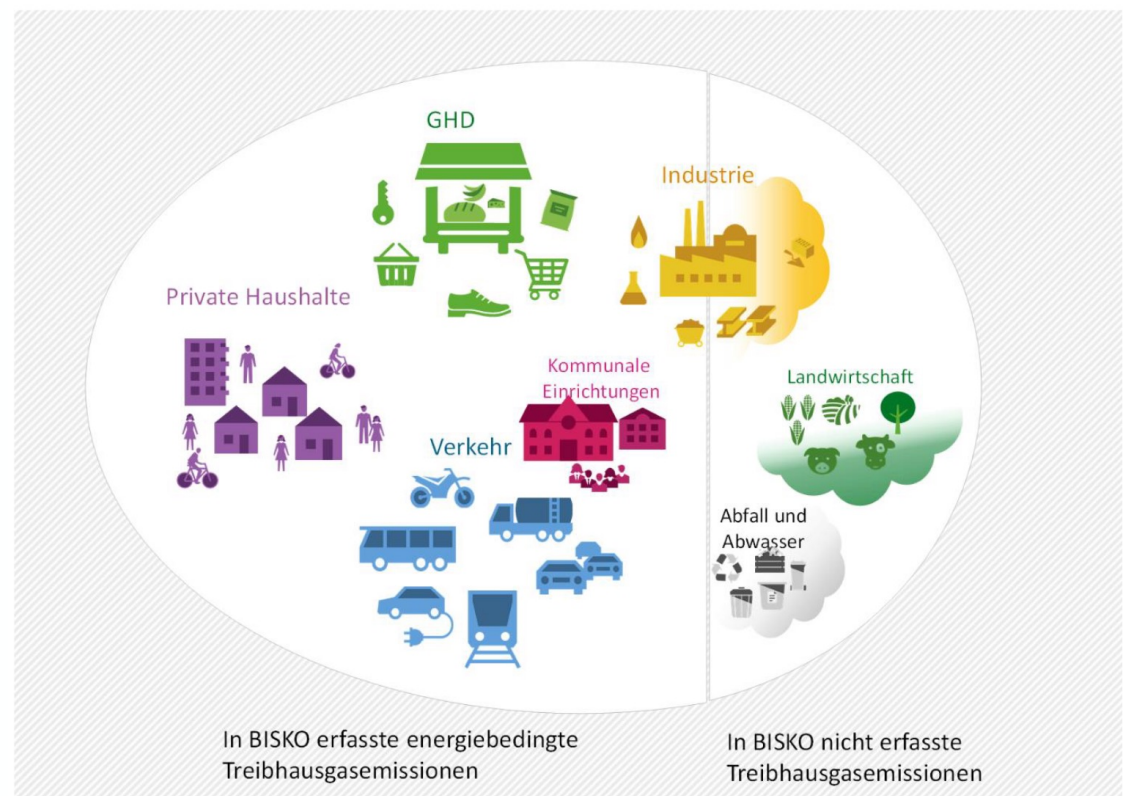 GHD
Industrie
Private Haushalte
Kommunale
Einrichtungen
Landwirtschaft
Verkehr
Abfall und
Abwasser
In BISKO erfasste energiebedingte
Treibhausgasemissionen
In BISKO nicht erfasste
Treibhausgasemissionen